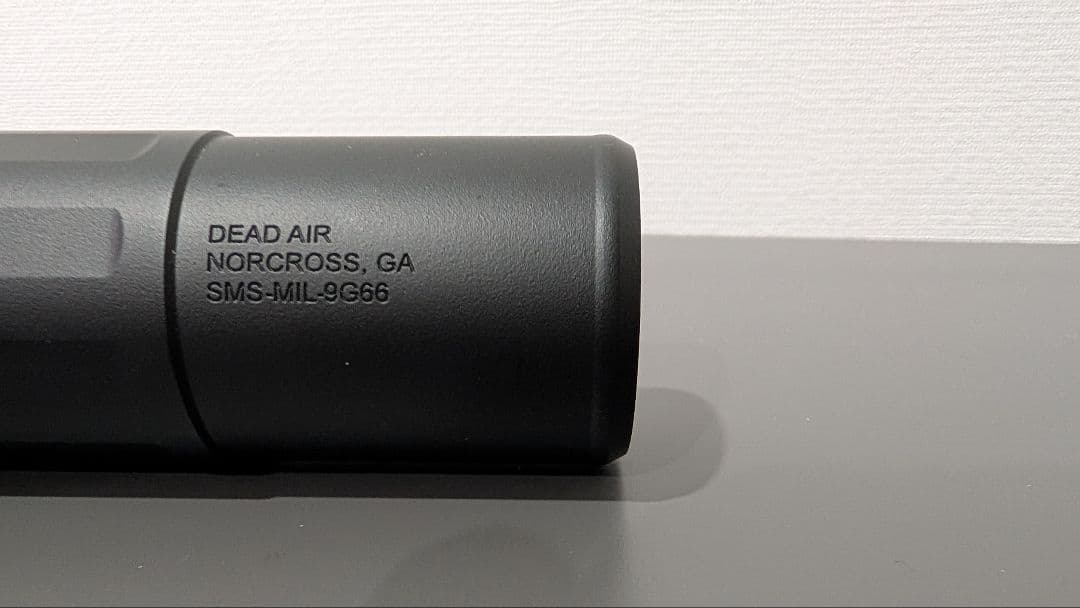 DEAD AIR
NORCROSS, GA
SMS-MIL-9G66